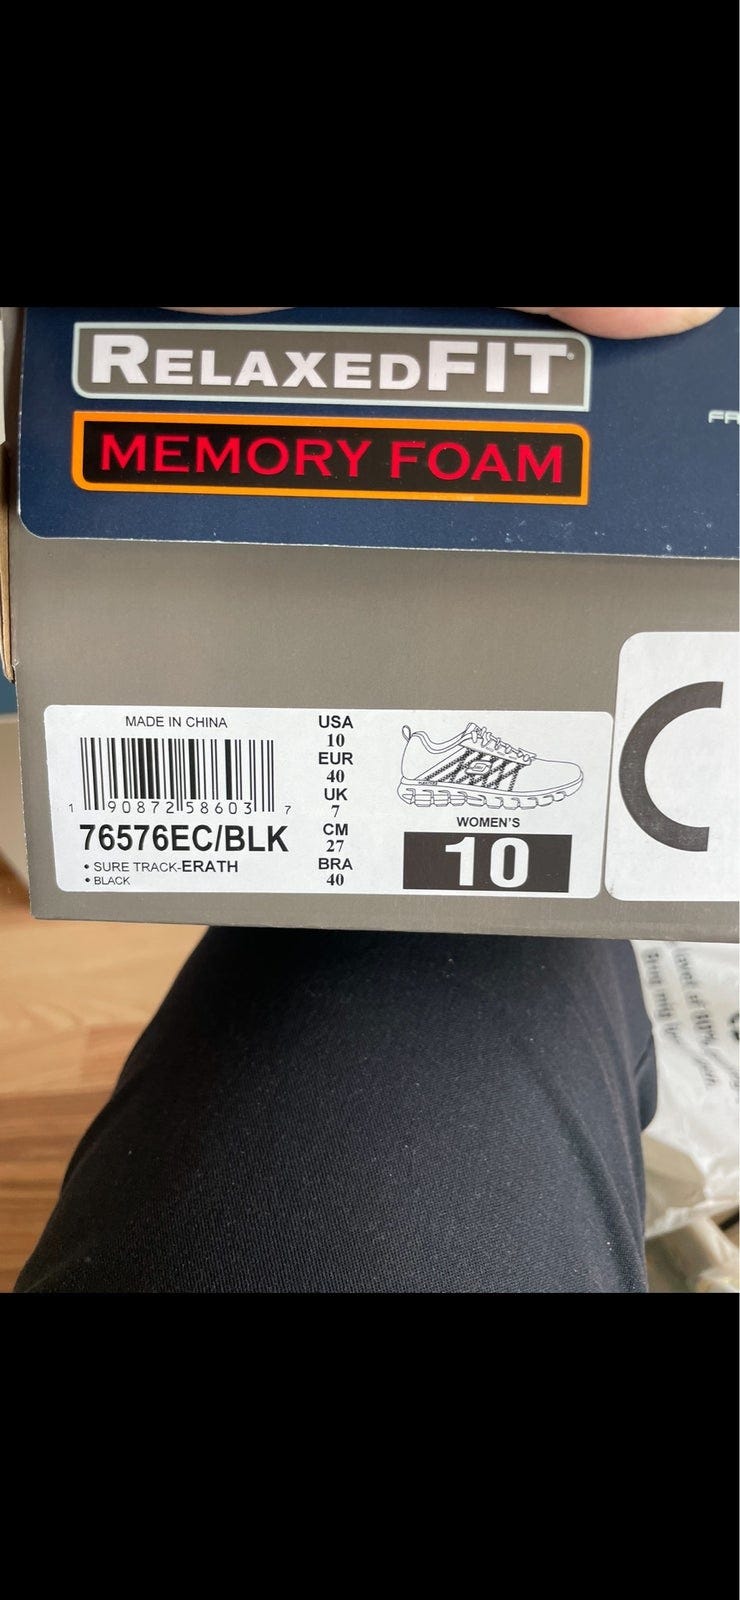 RELAXEDFIT®
MEMORY FOAM
FA
MADE IN CHINA
1 90872 58603 7
76576EC/BLK
• SURE TRACK-ERATH
• BLACK
USA
10
EUR
40
UK
7
CM
27
BRA
40
WOMEN'S
10